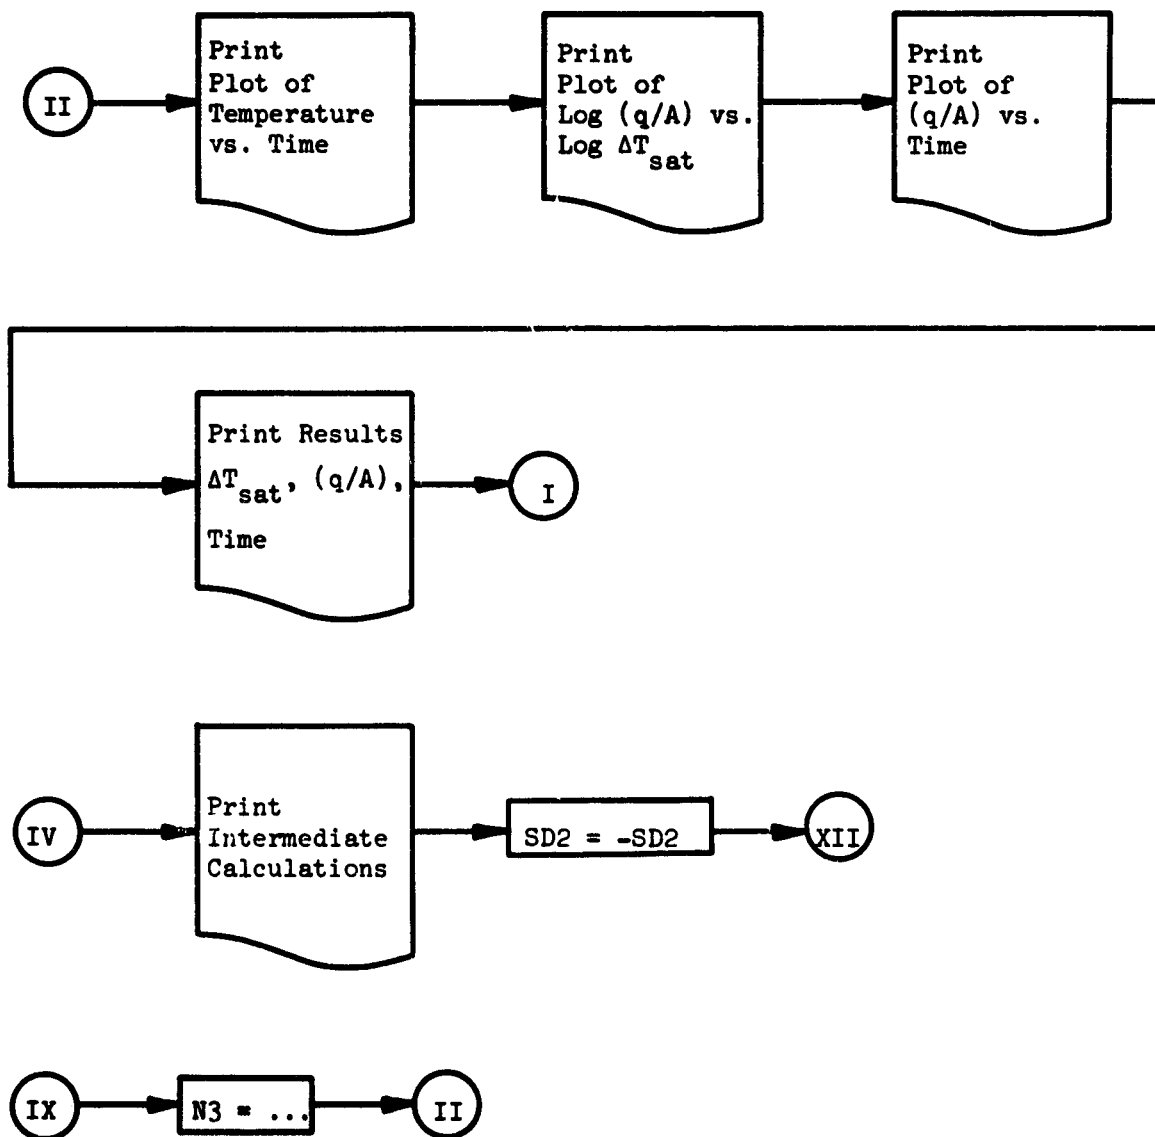 II
Print
Plot of
Temperature
vs. Time
Print
Plot of
Log (q/A) vs.
Log ΔTsat
Print
Plot of
(q/A) vs.
Time
Print Results
ΔTsat, (q/A),
Time
I
IV
Print
Intermediate
Calculations
SD2 = -SD2
XII
IX
N3 = ...
II